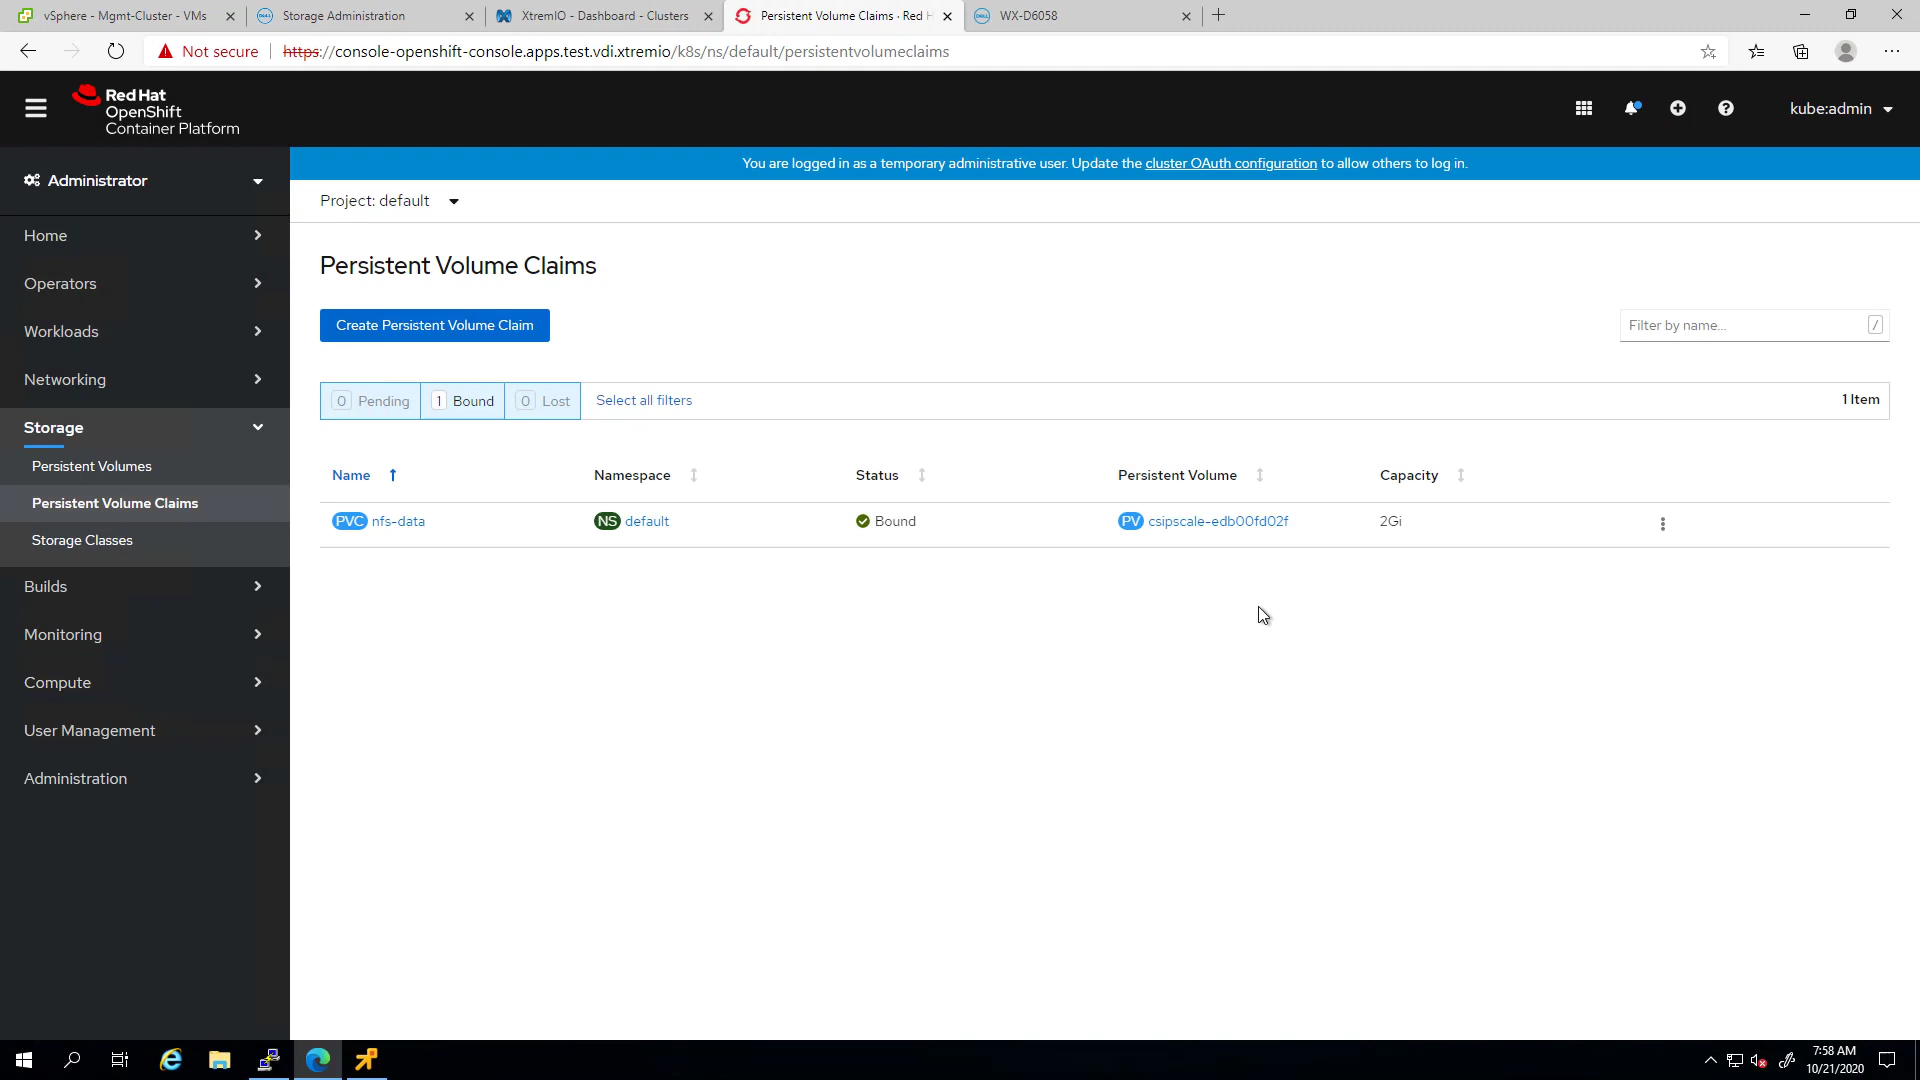 vSphere - Mgmt-Cluster - VMs
Storage Administration
XtremIO - Dashboard - Clusters
Persistent Volume Claims · Red H
WX-D6058
Not secure
https://console-openshift-console.apps.test.vdi.xtremio/k8s/ns/default/persistentvolumeclaims
Red Hat
OpenShift
Container Platform
kube:admin
You are logged in as a temporary administrative user. Update the cluster OAuth configuration to allow others to log in.
Administrator
Project: default
Home
Operators
Workloads
Networking
Storage
Persistent Volumes
Persistent Volume Claims
Storage Classes
Builds
Monitoring
Compute
User Management
Administration
Persistent Volume Claims
Create Persistent Volume Claim
Filter by name...
/
0 Pending
1 Bound
0 Lost
Select all filters
1 Item
Name
Namespace
Status
Persistent Volume
Capacity
PVC nfs-data
NS default
Bound
PV csipscale-edb00fd02f
2Gi
7:58 AM
10/21/2020